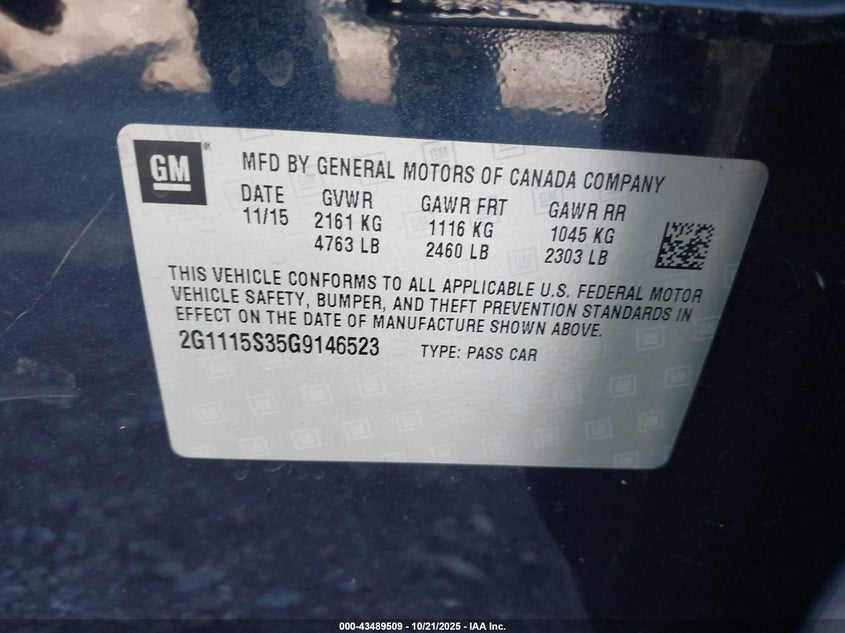 GM
®
MFD BY GENERAL MOTORS OF CANADA COMPANY
DATE GVWR GAWR FRT GAWR RR
11/15 2161 KG 1116 KG 1045 KG
4763 LB 2460 LB 2303 LB
THIS VEHICLE CONFORMS TO ALL APPLICABLE U.S. FEDERAL MOTOR
VEHICLE SAFETY, BUMPER, AND THEFT PREVENTION STANDARDS IN
EFFECT ON THE DATE OF MANUFACTURE SHOWN ABOVE.
2G1115S35G9146523 TYPE: PASS CAR
000-43489509 - 10/21/2025 - IAA Inc.